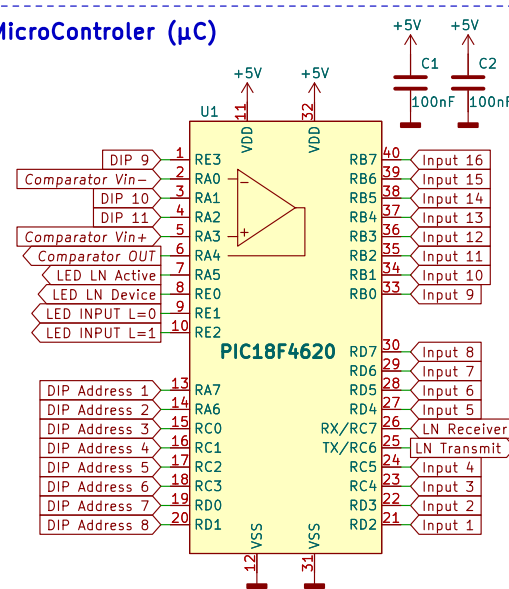 MicroControler (µC)
+5V +5V
C1 C2
100nF 100nF
+5V +5V
U1
11 VDD 32 VDD
DIP 9 1 RE3 RB7 40 Input 16
Comparator Vin- 2 RA0 RB6 39 Input 15
DIP 10 3 RA1 RB5 38 Input 14
DIP 11 4 RA2 RB4 37 Input 13
Comparator Vin+ 5 RA3 RB3 36 Input 12
Comparator OUT 6 RA4 RB2 35 Input 11
LED LN Active 7 RA5 RB1 34 Input 10
LED LN Device 8 RE0 RB0 33 Input 9
LED INPUT L=0 9 RE1
LED INPUT L=1 10 RE2
PIC18F4620
RD7 30 Input 8
RD6 29 Input 7
DIP Address 1 13 RA7 RD5 28 Input 6
DIP Address 2 14 RA6 RD4 27 Input 5
DIP Address 3 15 RC0 RX/RC7 26 LN Receiver
DIP Address 4 16 RC1 TX/RC6 25 LN Transmit
DIP Address 5 17 RC2 RC5 24 Input 4
DIP Address 6 18 RC3 RC4 23 Input 3
DIP Address 7 19 RD0 RD3 22 Input 2
DIP Address 8 20 RD1 RD2 21 Input 1
VSS 12 VSS 31